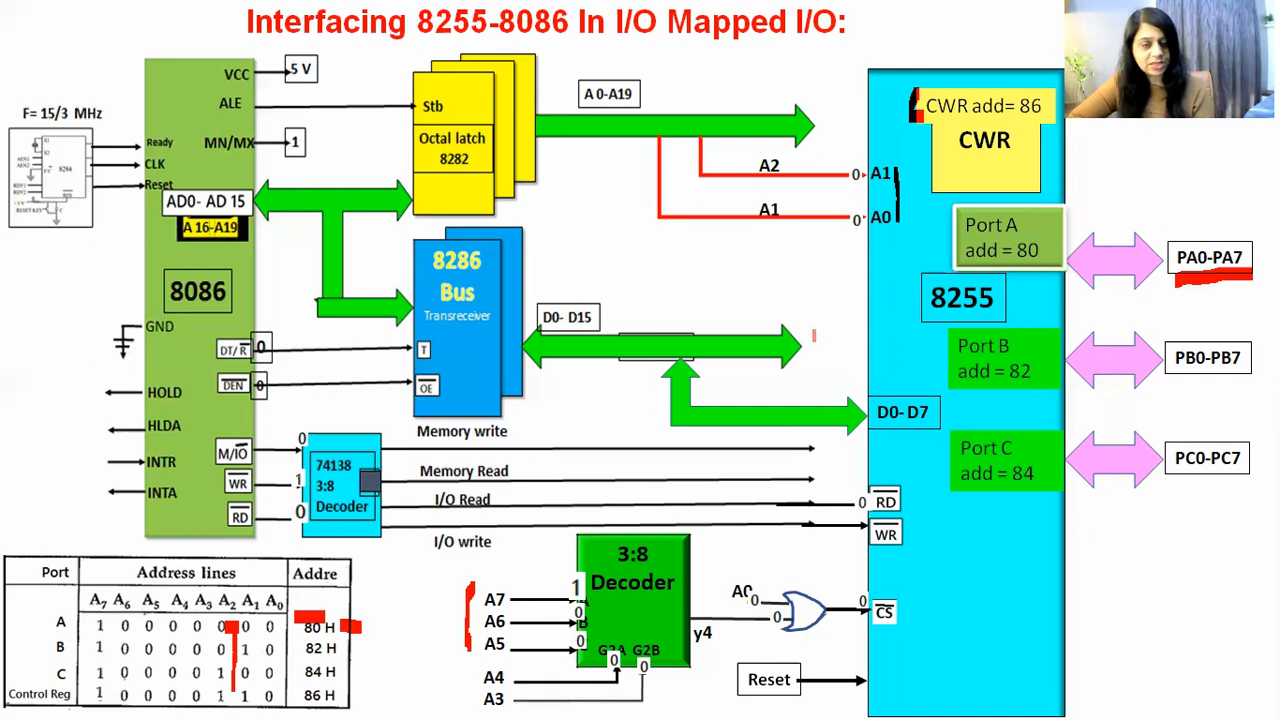 Interfacing 8255-8086 In I/O Mapped I/O:
F= 15/3 MHz
8284
Ready
CLK
Reset
VCC
5 V
ALE
MN/MX
1
AD0- AD 15
A 16-A19
8086
GND
DT/R
0
DEN
0
HOLD
HLDA
INTR
INTA
M/IO
WR
RD
Stb
Octal latch
8282
A 0-A19
8286
Bus
Transreceiver
T
OE
D0- D15
A2
A1
0
0
A1
A0
CWR add= 86
CWR
Port A
add = 80
8255
Port B
add = 82
Port C
add = 84
PA0-PA7
PB0-PB7
PC0-PC7
D0- D7
0
1
0
74138
3:8
Decoder
Memory write
Memory Read
I/O Read
I/O write
0
RD
WR
3:8
Decoder
A7
A6
A5
A4
A3
1
0
0
A
B
G2A G2B
0
0
y4
A0
0
0
0
CS
Reset
Port Address lines Addre
A7 A6 A5 A4 A3 A2 A1 A0
A 1 0 0 0 0 0 0 0 80 H
B 1 0 0 0 0 0 1 0 82 H
C 1 0 0 0 0 1 0 0 84 H
Control Reg 1 0 0 0 0 1 1 0 86 H